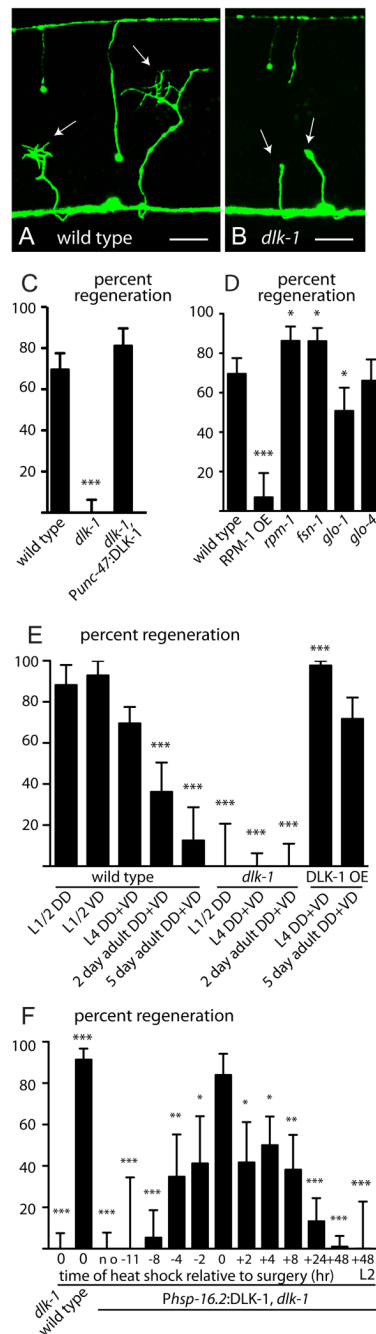 A wild type
B dlk-1
C percent regeneration
80
60
40
20
***
wild type
dlk-1
dlk-1,
Punc-47:DLK-1
D percent regeneration
100
80
60
40
20
***
*
*
*
wild type
RPM-1 OE
rpm-1
fsn-1
glo-1
glo-4
E percent regeneration
100
80
60
40
20
***
***
***
***
***
***
wild type
dlk-1
DLK-1 OE
L1/2 DD
L1/2 VD
L4 DD+VD
2 day adult DD+VD
5 day adult DD+VD
L1/2 DD
L4 DD+VD
2 day adult DD+VD
L4 DD+VD
5 day adult DD+VD
F percent regeneration
100
80
60
40
20
***
***
***
***
***
**
*
*
*
**
***
***
***
0 0 no -11 -8 -4 -2 0 +2 +4 +8 +24 +48 +48
time of heat shock relative to surgery (hr) L2
dlk-1
wild type
Phsp-16.2:DLK-1, dlk-1